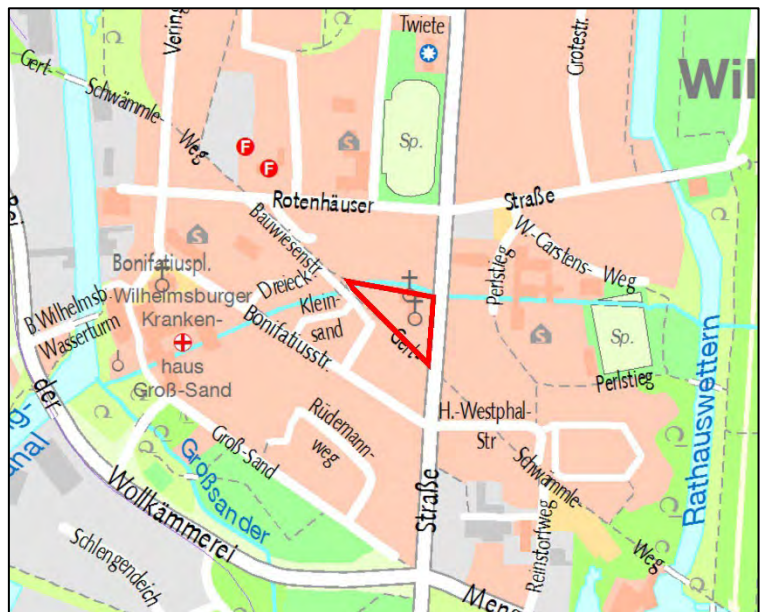 Twiete
Vering
Grotestr.
Gert-
Schwämmle-
Weg
Wil
F
F
S
Sp.
Rotenhäuser
Straße
Bauwiesenstr.
S
Bonifatiuspl.
W.-Carstens-
Weg
Perlstieg
Dreieck
Wilhelmsburger
Kranken-
haus
Groß-Sand
Klein-
sand
B.Wilhelmsb.
Wasserturm
Bonifatiusstr.
Gert-
S
Sp.
Perlstieg
der
Rathauswettern
H.-Westphal-
Str
Rüdemann-
weg
Groß-Sand
Schwämmle
Weg
anal
Großsander
Straße
Wollkämmerei
Reinstorfweg
Schlengendeich
Meng